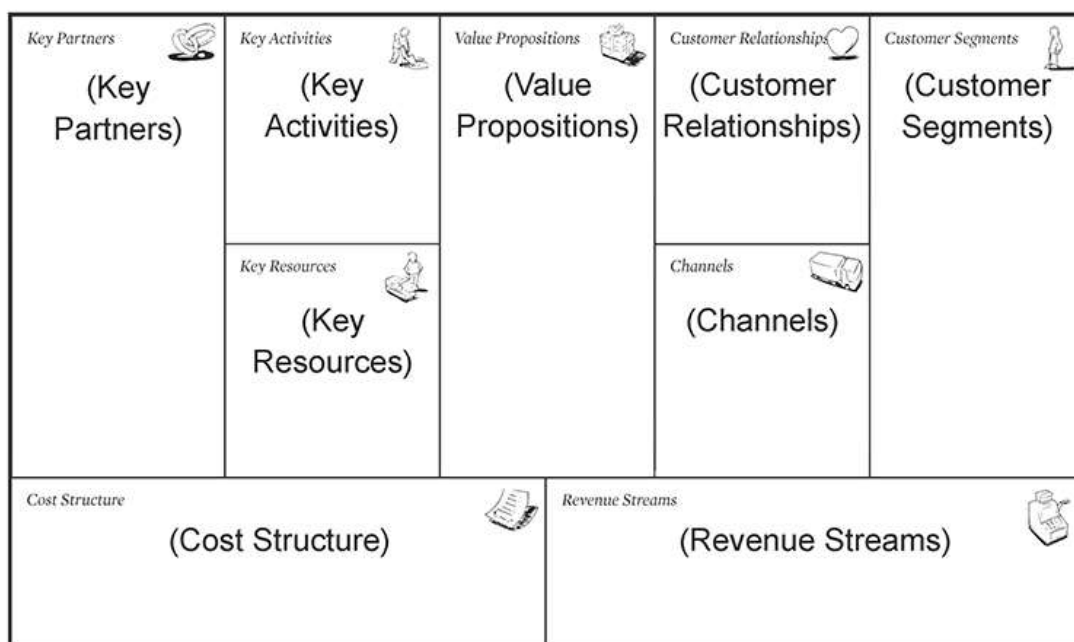 Key Partners
(Key
Partners)
Key Activities
(Key
Activities)
Value Propositions
(Value
Propositions)
Customer Relationships
(Customer
Relationships)
Customer Segments
(Customer
Segments)
Key Resources
(Key
Resources)
Channels
(Channels)
Cost Structure
(Cost Structure)
Revenue Streams
(Revenue Streams)